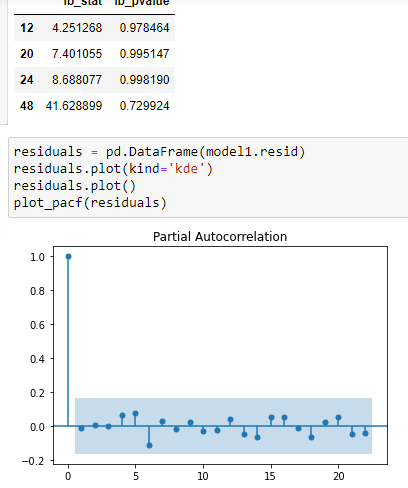 lb_stat lb_pvalue
12 4.251268 0.978464
20 7.401055 0.995147
24 8.688077 0.998190
48 41.628899 0.729924
residuals = pd.DataFrame(model1.resid)
residuals.plot(kind='kde')
residuals.plot()
plot_pacf(residuals)
Partial Autocorrelation
1.0
0.8
0.6
0.4
0.2
0.0
−0.2
0 5 10 15 20